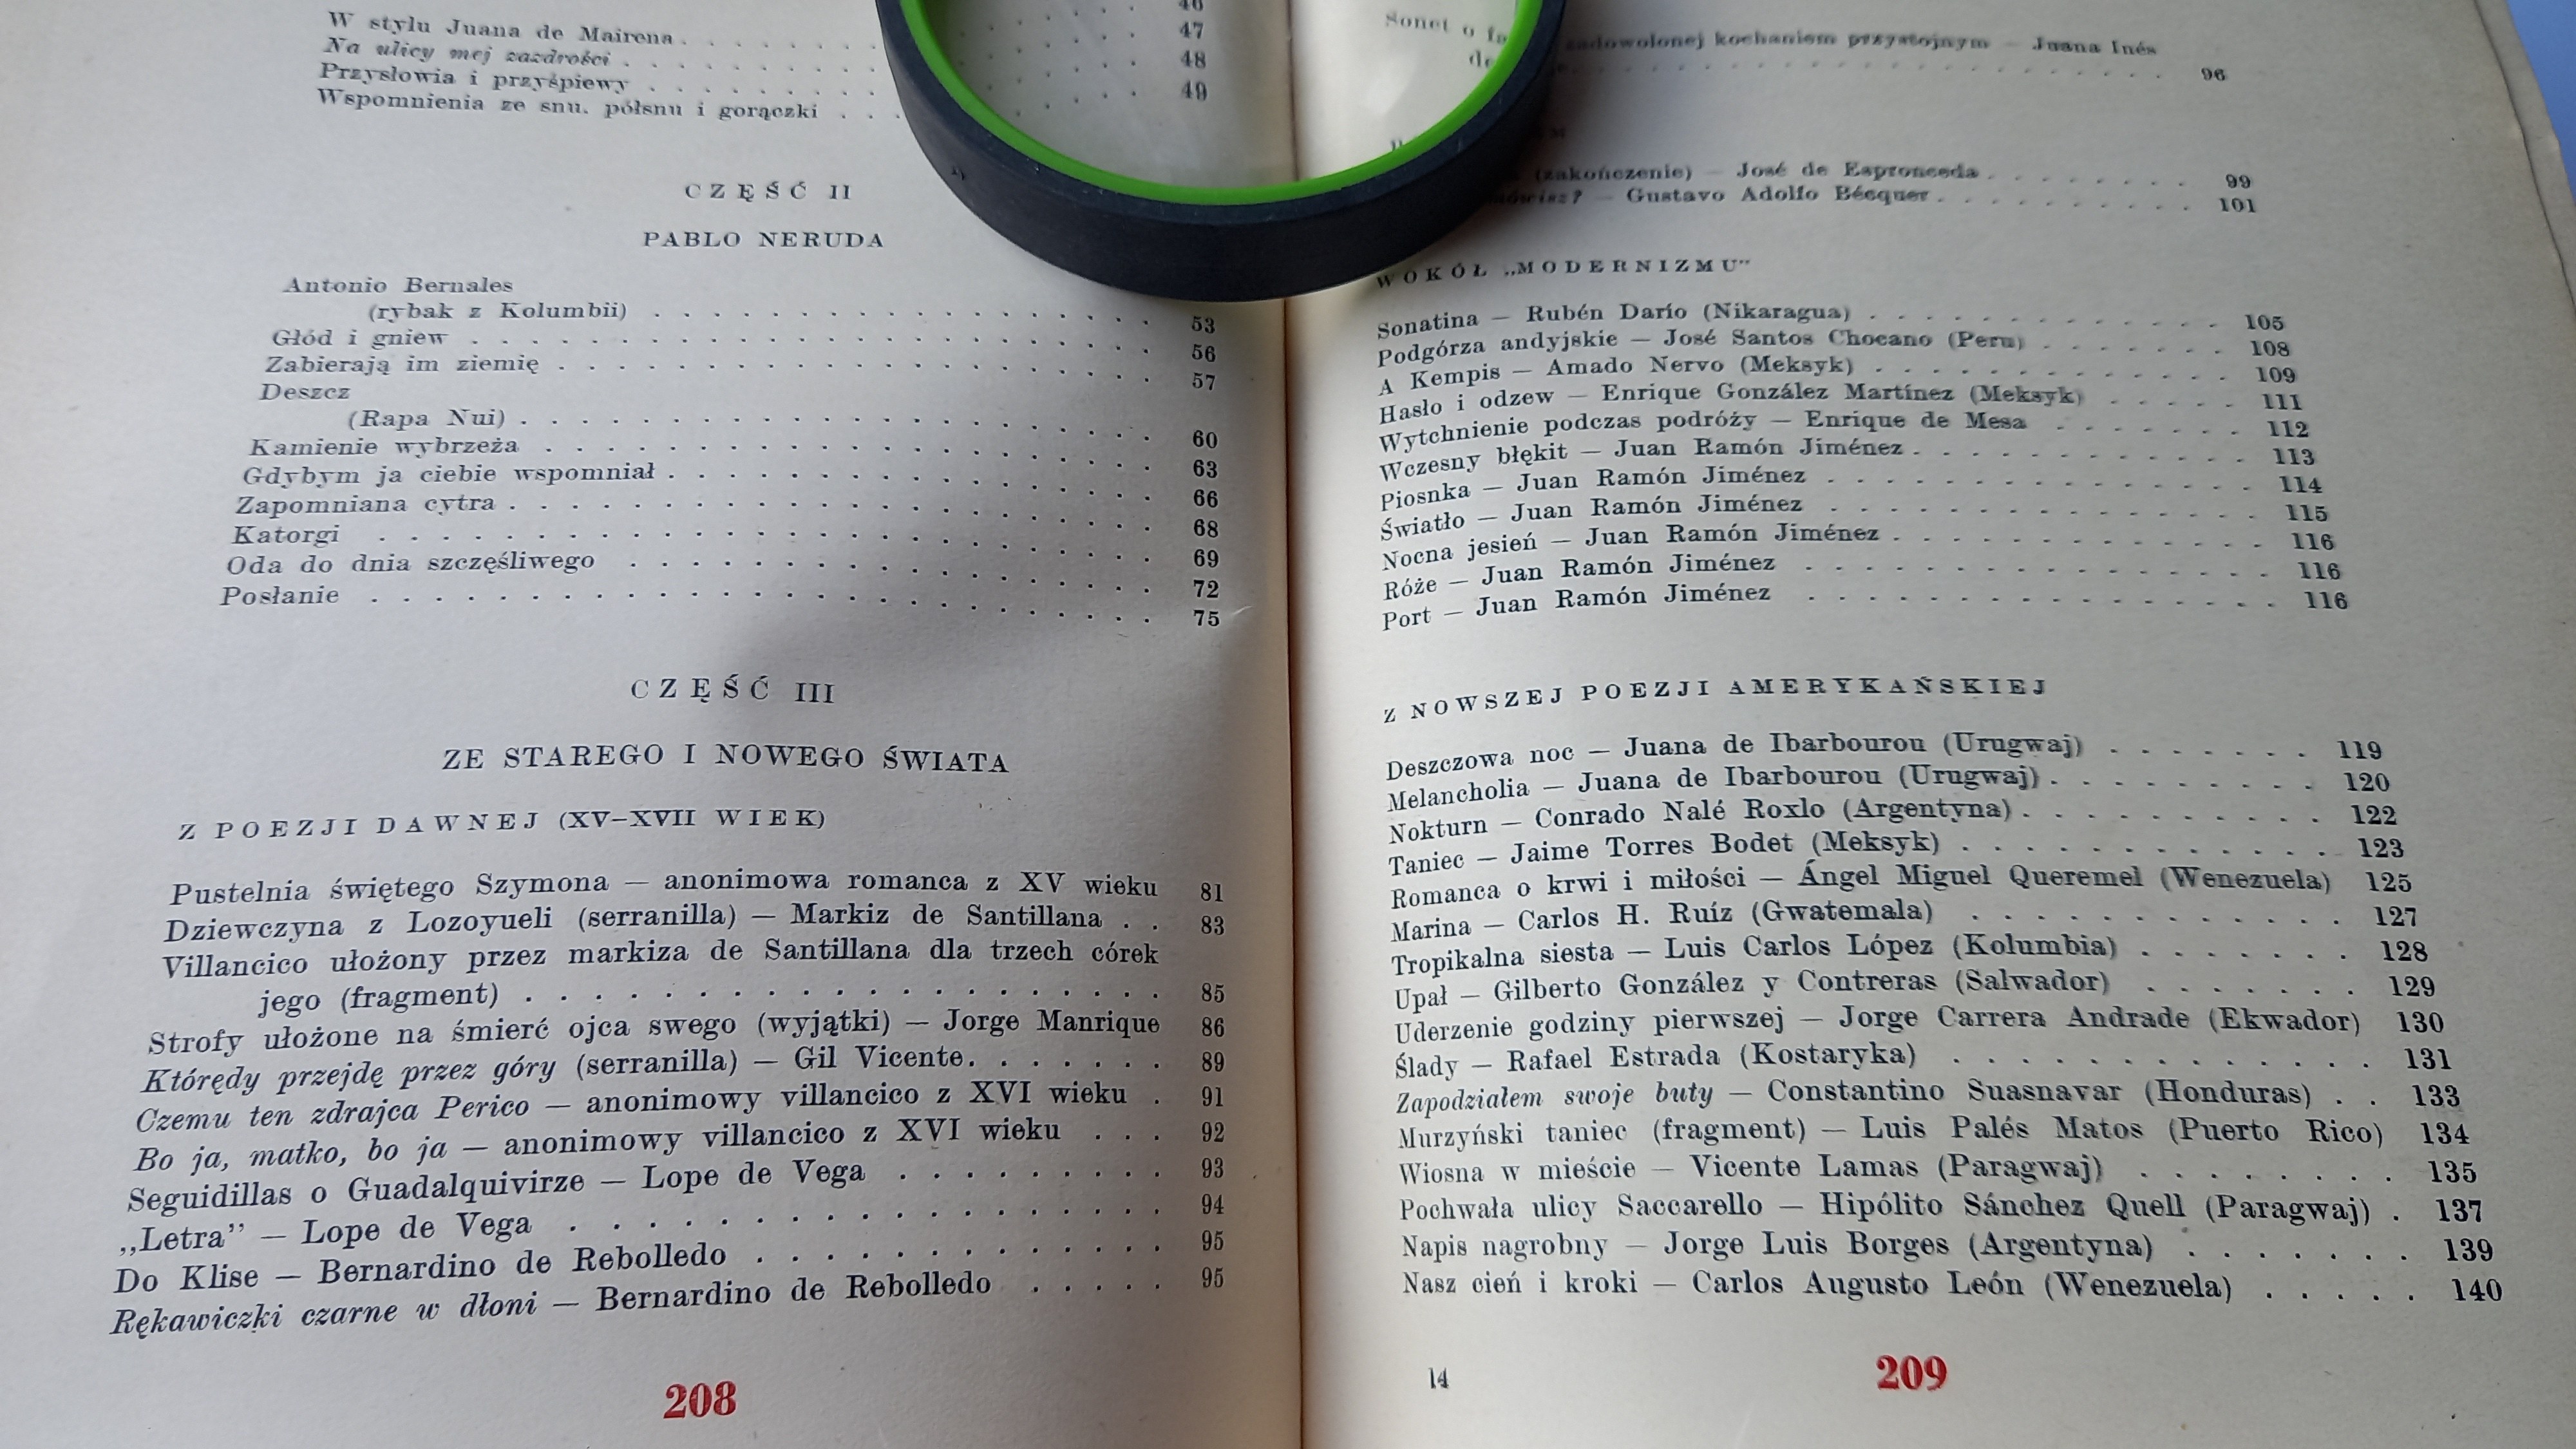 W stylu Juana de Mairena . . . . . . 47
Na ulicy mej zazdrości . . . . . . 48
Przysłowia i przyśpiewy . . . . . . 49
Wspomnienia ze snu, półsnu i gorączki . . .
CZĘŚĆ II
PABLO NERUDA
Antonio Bernales
(rybak z Kolumbii) . . . . . . 53
Głód i gniew . . . . . . 56
Zabierają im ziemię . . . . . . 57
Deszcz
(Rapa Nui) . . . . . . 60
Kamienie wybrzeża . . . . . . 63
Gdybym ja ciebie wspomniał . . . . . . 66
Zapomniana cytra . . . . . . 68
Katorgi . . . . . . 69
Oda do dnia szczęśliwego . . . . . . 72
Posłanie . . . . . . 75
CZĘŚĆ III
ZE STAREGO I NOWEGO ŚWIATA
Z POEZJI DAWNEJ (XV–XVII WIEK)
Pustelnia świętego Szymona — anonimowa romanca z XV wieku 81
Dziewczyna z Lozoyueli (serranilla) — Markiz de Santillana . . 83
Villancico ułożony przez markiza de Santillana dla trzech córek
jego (fragment) . . . . . . 85
Strofy ułożone na śmierć ojca swego (wyjątki) — Jorge Manrique 86
Którędy przejdę przez góry (serranilla) — Gil Vicente . . . . . . 89
Czemu ten zdrajca Perico — anonimowy villancico z XVI wieku . 91
Bo ja, matko, bo ja — anonimowy villancico z XVI wieku . . . 92
Seguidillas o Guadalquivirze — Lope de Vega . . . . . . 93
„Letra” — Lope de Vega . . . . . . 94
Do Klise — Bernardino de Rebolledo . . . . . . 95
Rękawiczki czarne w dłoni — Bernardino de Rebolledo . . . . . 95
208
Sonet o zadowolonej kochaniem przystojnym — Juana Inés
de . . . . . . 96
(zakończenie) — José de Espronceda . . . . . . 99
— Gustavo Adolfo Bécquer . . . . . . 101
WOKÓŁ „MODERNIZMU”
Sonatina — Rubén Darío (Nikaragua) . . . . . . 105
Podgórza andyjskie — José Santos Chocano (Peru) . . . . . . 108
A Kempis — Amado Nervo (Meksyk) . . . . . . 109
Hasło i odzew — Enrique González Martínez (Meksyk) . . . . . 111
Wytchnienie podczas podróży — Enrique de Mesa . . . . . . 112
Wczesny błękit — Juan Ramón Jiménez . . . . . . 113
Piosnka — Juan Ramón Jiménez . . . . . . 114
Światło — Juan Ramón Jiménez . . . . . . 115
Nocna jesień — Juan Ramón Jiménez . . . . . . 116
Róże — Juan Ramón Jiménez . . . . . . 116
Port — Juan Ramón Jiménez . . . . . . 116
Z NOWSZEJ POEZJI AMERYKAŃSKIEJ
Deszczowa noc — Juana de Ibarbourou (Urugwaj) . . . . . . 119
Melancholia — Juana de Ibarbourou (Urugwaj) . . . . . . 120
Nokturn — Conrado Nalé Roxlo (Argentyna) . . . . . . 122
Taniec — Jaime Torres Bodet (Meksyk) . . . . . . 123
Romanca o krwi i miłości — Ángel Miguel Queremel (Wenezuela) 125
Marina — Carlos H. Ruíz (Gwatemala) . . . . . . 127
Tropikalna siesta — Luis Carlos López (Kolumbia) . . . . . . 128
Upał — Gilberto González y Contreras (Salwador) . . . . . . 129
Uderzenie godziny pierwszej — Jorge Carrera Andrade (Ekwador) 130
Ślady — Rafael Estrada (Kostaryka) . . . . . . 131
Zapodziałem swoje buty — Constantino Suasnavar (Honduras) . . 133
Murzyński taniec (fragment) — Luis Palés Matos (Puerto Rico) 134
Wiosna w mieście — Vicente Lamas (Paragwaj) . . . . . . 135
Pochwała ulicy Saccarello — Hipólito Sánchez Quell (Paragwaj) . 137
Napis nagrobny — Jorge Luis Borges (Argentyna) . . . . . . 139
Nasz cień i kroki — Carlos Augusto León (Wenezuela) . . . . . 140
14
209